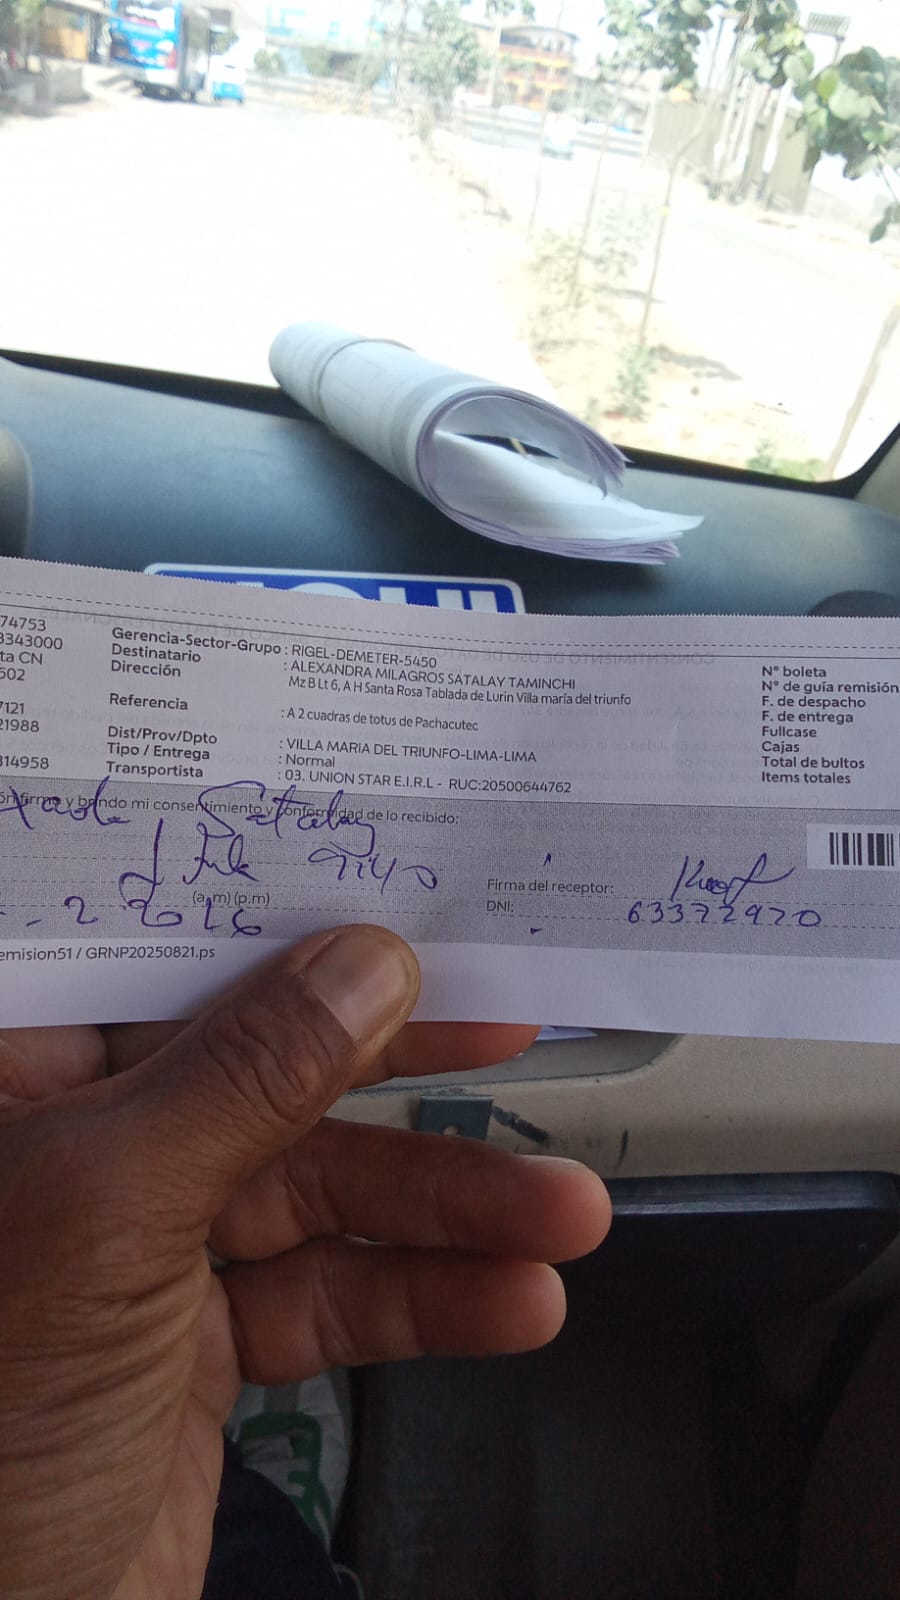 74753
3343000
ta CN
502
7121
21988
314958
Gerencia-Sector-Grupo : RIGEL-DEMETER-5450
Destinatario : ALEXANDRA MILAGROS SATALAY TAMINCHI
Dirección Mz B Lt 6, A H Santa Rosa Tablada de Lurin Villa maría del triunfo
Referencia : A 2 cuadras de totus de Pachacutec
Dist/Prov/Dpto : VILLA MARIA DEL TRIUNFO-LIMA-LIMA
Tipo / Entrega : Normal
Transportista : 03. UNION STAR E.I.R.L - RUC:20500644762
N° boleta
N° de guía remisión
F. de despacho
F. de entrega
Fullcase
Cajas
Total de bultos
Items totales
firma y brindo mi consentimiento y conformidad de lo recibido:
Satalay
(a.m) (p.m)
Firma del receptor:
DNI: 63372970
emision51 / GRNP20250821.ps